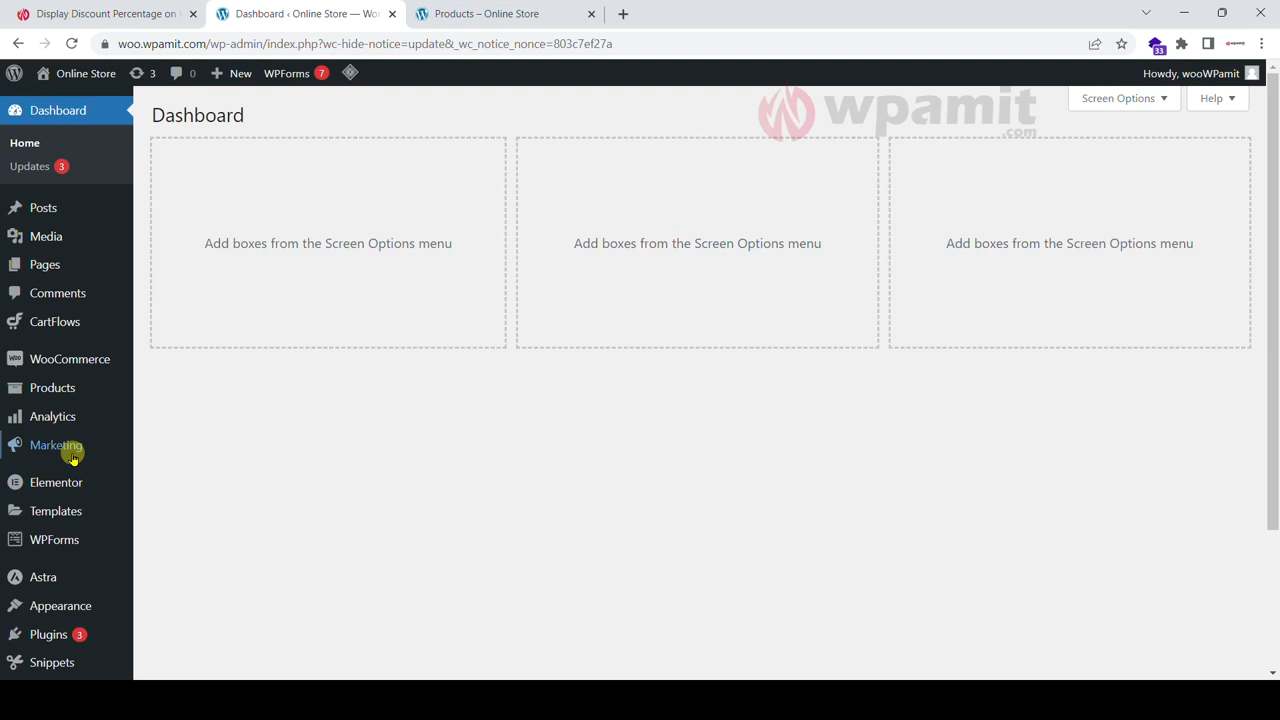 Display Discount Percentage on
Dashboard ‹ Online Store — Wo
Products – Online Store
woo.wpamit.com/wp-admin/index.php?wc-hide-notice=update&_wc_notice_nonce=803c7ef27a
33
Online Store
3
0
New
WPForms 7
Howdy, wooWPamit
Dashboard
Home
Updates 3
Posts
Media
Pages
Comments
CartFlows
WooCommerce
Products
Analytics
Marketing
Elementor
Templates
WPForms
Astra
Appearance
Plugins 3
Snippets
Dashboard
wpamit
.com
Screen Options
Help
Add boxes from the Screen Options menu
Add boxes from the Screen Options menu
Add boxes from the Screen Options menu